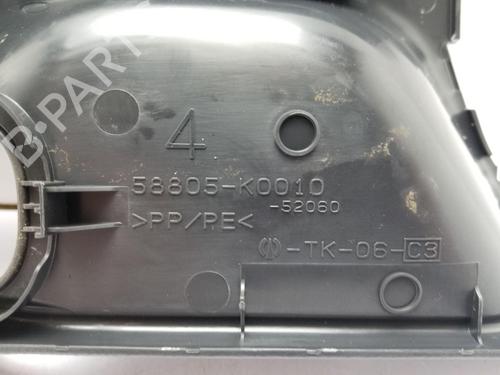 B-PARTS
4
58805-K0010
-52060
>PP/PE<
-TK-06-C3